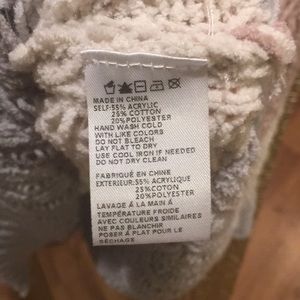 MADE IN CHINA
SELF:55% ACRYLIC
25% COTTON
20%POLYESTER
HAND WASH COLD
WITH LIKE COLORS
DO NOT BLEACH
LAY FLAT TO DRY
USE COOL IRON IF NEEDED
DO NOT DRY CLEAN
FABRIQUÉ EN CHINE
EXTERIEUR:55% ACRYLIQUE
25%COTON
20%POLYESTER
LAVAGE À LA MAIN À
TEMPÉRATURE FROIDE
AVEC COULEURS SIMILAIRES
NE PAS BLANCHIR
POSER À PLAT POUR LE
SÉCHAGE